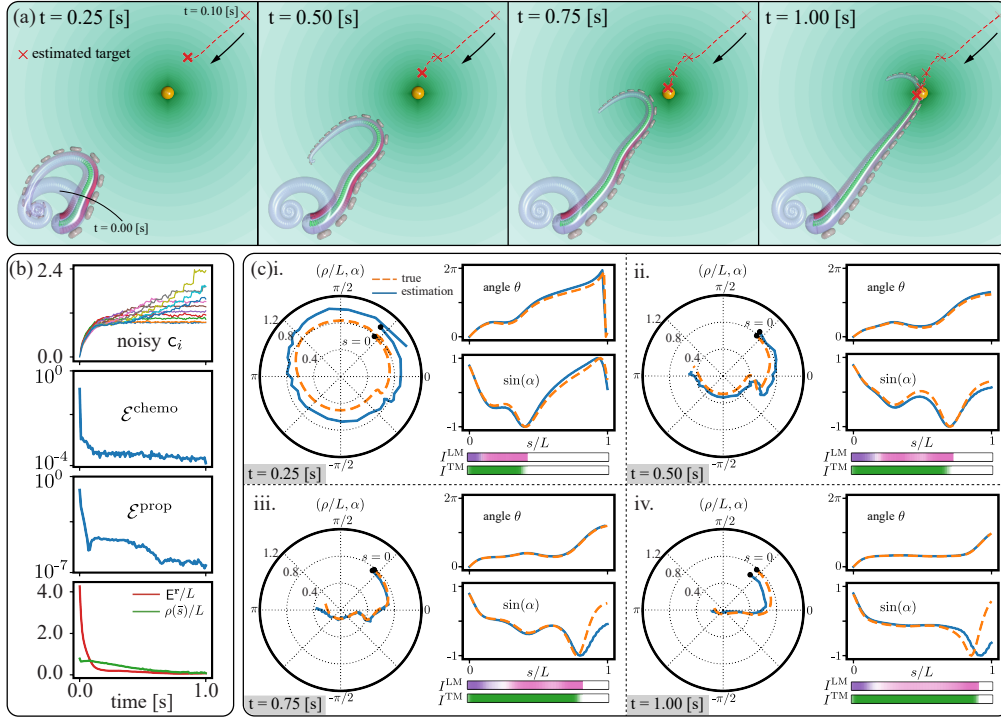 (a) t = 0.25 [s]
t = 0.10 [s]
× estimated target
t = 0.00 [s]
t = 0.50 [s]
t = 0.75 [s]
t = 1.00 [s]
(b)
2.4
0.0
noisy c_i
10^0
10^-4
ℰ^chemo
10^0
10^-7
ℰ^prop
4.0
2.0
0.0
E^r/L
ρ(s̄)/L
0.0 1.0
time [s]
(c)i.
(ρ/L, α)
π/2
true
estimation
1.2
0.8
0.4
s = 0
π
0
-π/2
t = 0.25 [s]
2π
angle θ
0
1
sin(α)
-1
0 s/L 1
I^LM
I^TM
ii.
(ρ/L, α)
π/2
1.2
0.8
0.4
s = 0
π
0
-π/2
t = 0.50 [s]
2π
angle θ
0
1
sin(α)
-1
0 s/L 1
I^LM
I^TM
iii.
(ρ/L, α)
π/2
1.2
0.8
0.4
s = 0
π
0
-π/2
t = 0.75 [s]
2π
angle θ
0
1
sin(α)
-1
0 s/L 1
I^LM
I^TM
iv.
(ρ/L, α)
π/2
1.2
0.8
0.4
s = 0
π
0
-π/2
t = 1.00 [s]
2π
angle θ
0
1
sin(α)
-1
0 s/L 1
I^LM
I^TM